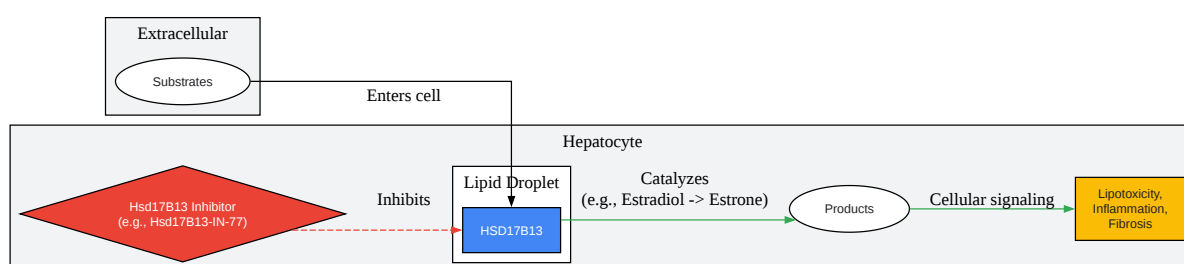 Extracellular
Substrates
Enters cell
Hepatocyte
Hsd17B13 Inhibitor
(e.g., Hsd17B13-IN-77)
Inhibits
Lipid Droplet
HSD17B13
Catalyzes
(e.g., Estradiol -> Estrone)
Products
Cellular signaling
Lipotoxicity,
Inflammation,
Fibrosis